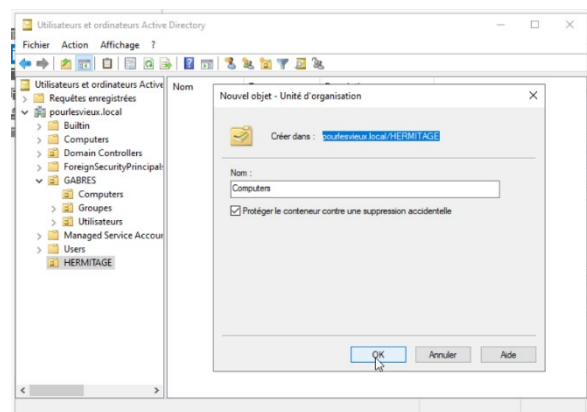 Utilisateurs et ordinateurs Active Directory
Fichier Action Affichage ?
Utilisateurs et ordinateurs Active
Requêtes enregistrées
pourlesvieux.local
Builtin
Computers
Domain Controllers
ForeignSecurityPrincipals
GABRES
Computers
Groupes
Utilisateurs
Managed Service Accour
Users
HERMITAGE
Nom
Nouvel objet - Unité d'organisation
Créer dans : pourlesvieux.local/HERMITAGE
Nom :
Computers
Protéger le conteneur contre une suppression accidentelle
OK Annuler Aide